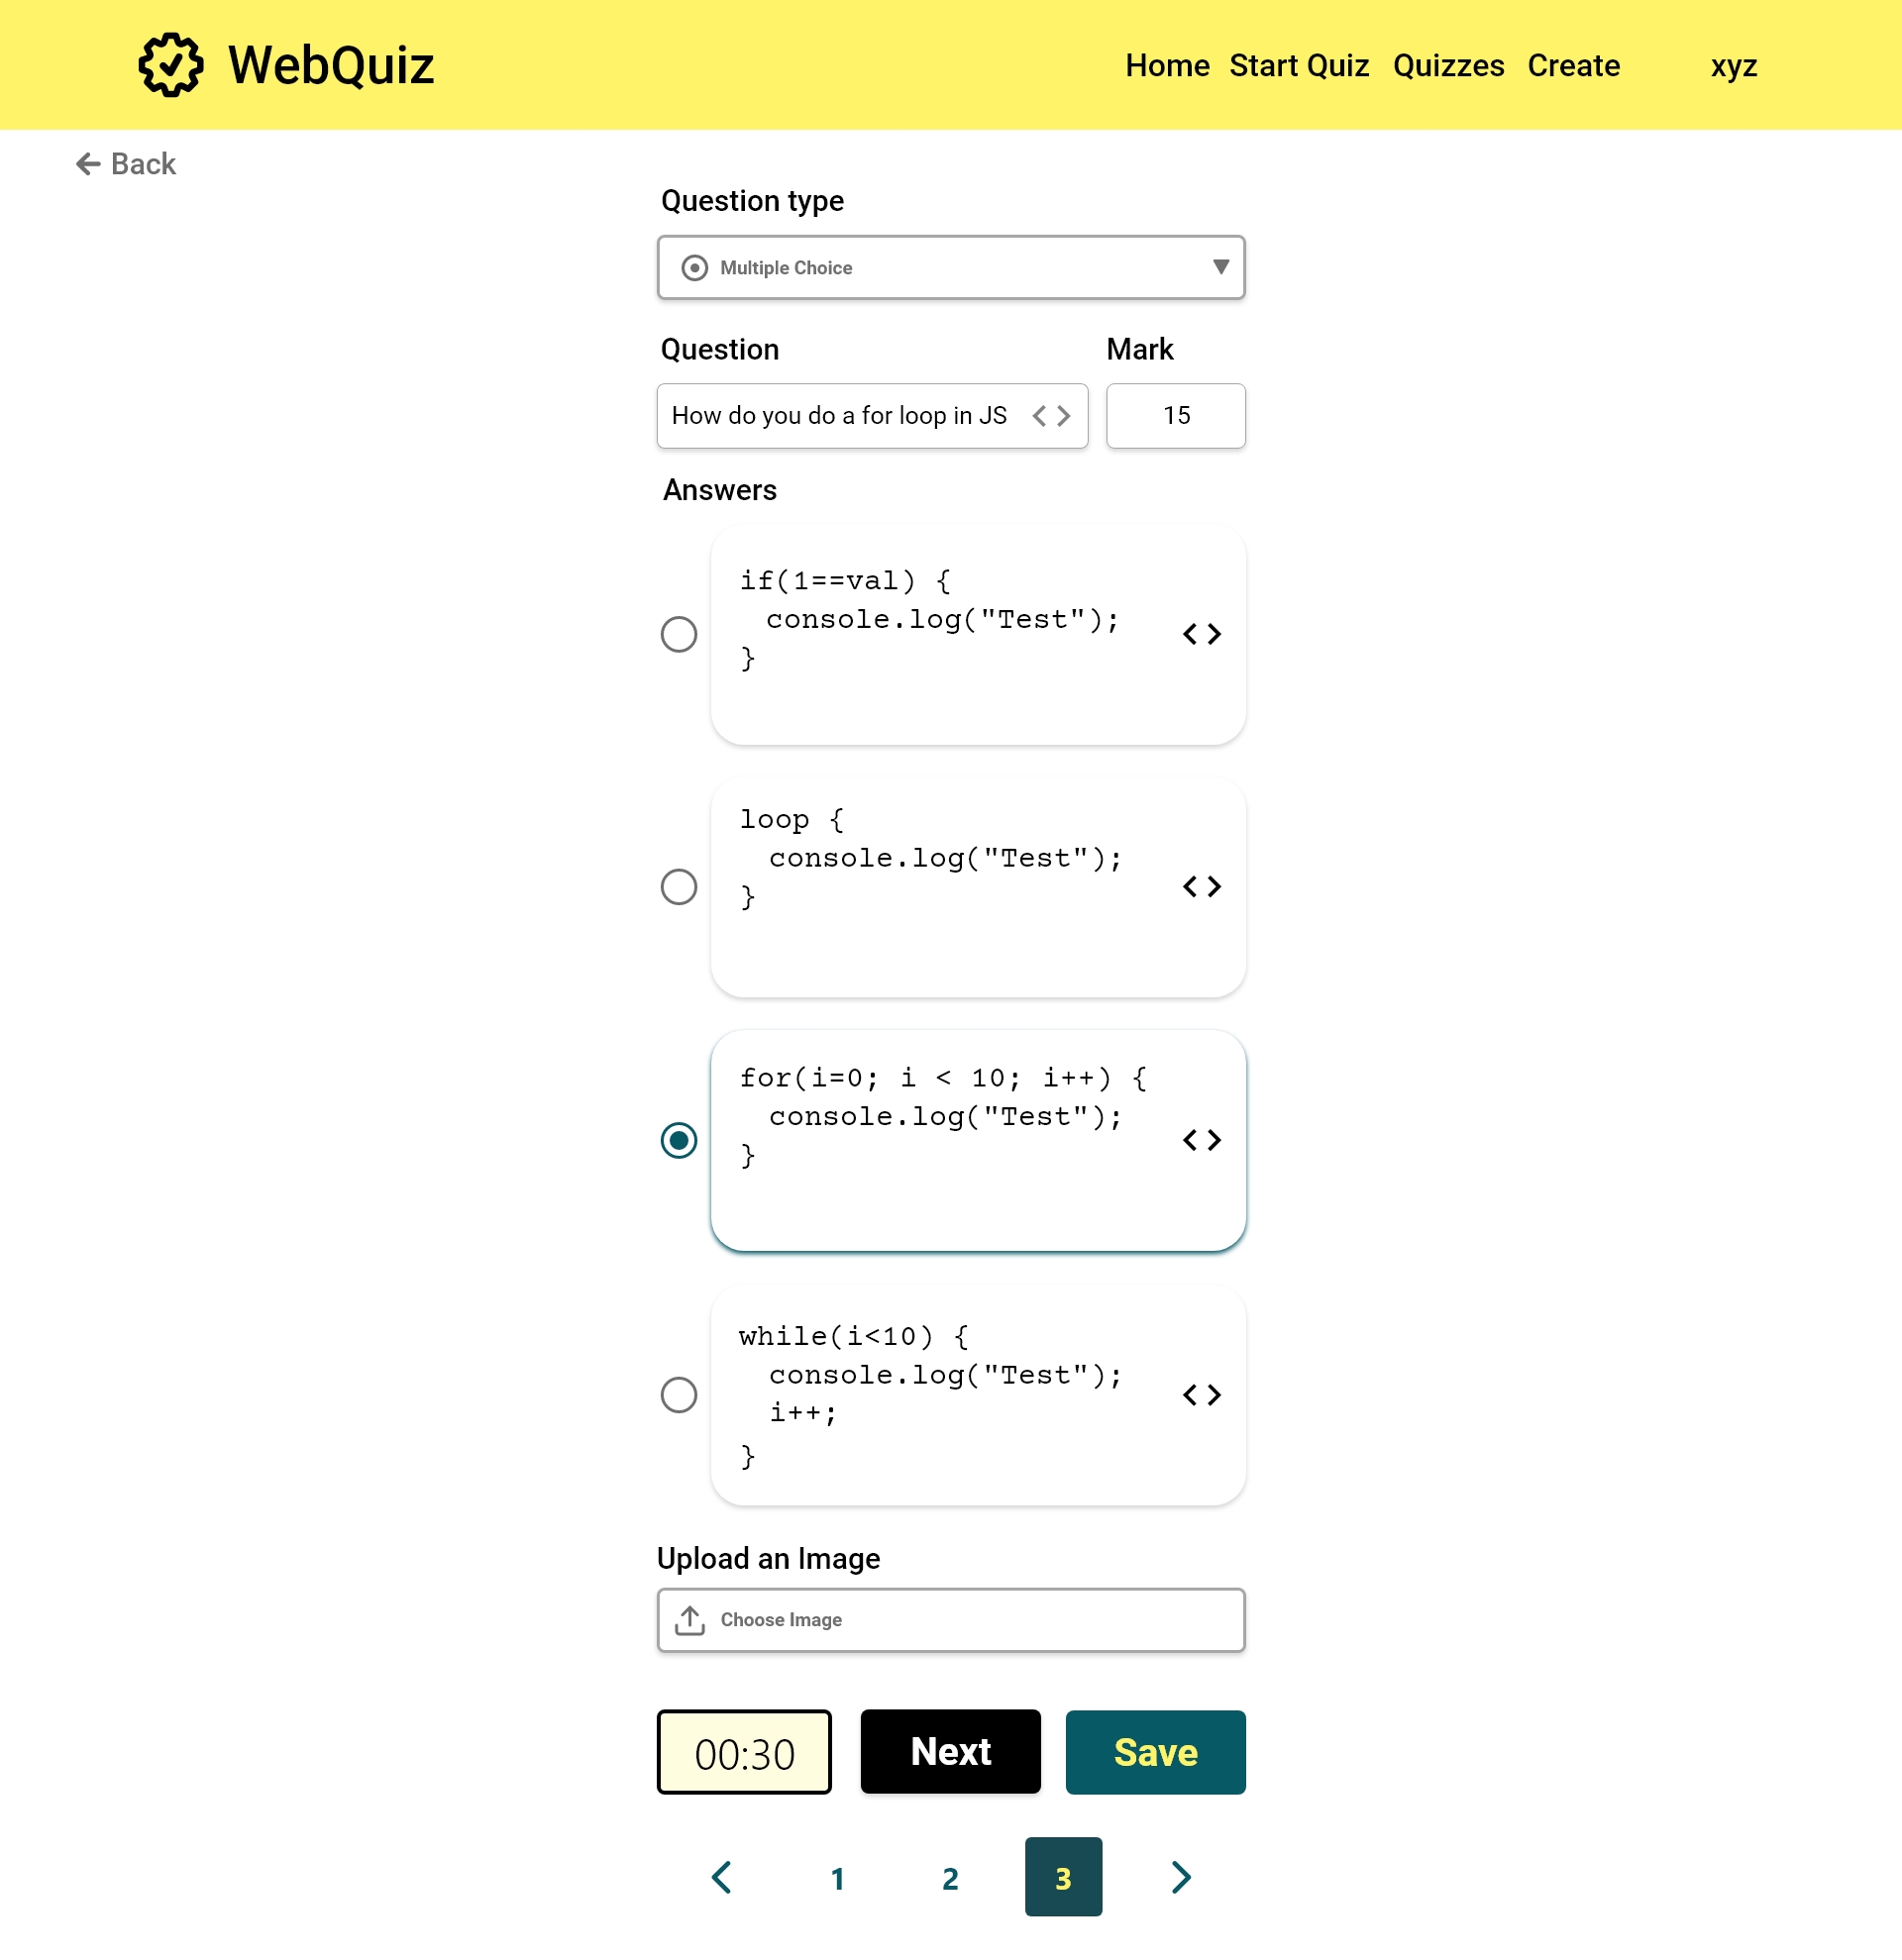 WebQuiz
Home Start Quiz Quizzes Create xyz
Back
Question type
Multiple Choice
Question Mark
How do you do a for loop in JS <> 15
Answers
if(1==val) {
console.log("Test");
}
<>
loop {
console.log("Test");
}
<>
for(i=0; i < 10; i++) {
console.log("Test");
}
<>
while(i<10) {
console.log("Test");
i++;
}
<>
Upload an Image
Choose Image
00:30 Next Save
< 1 2 3 >